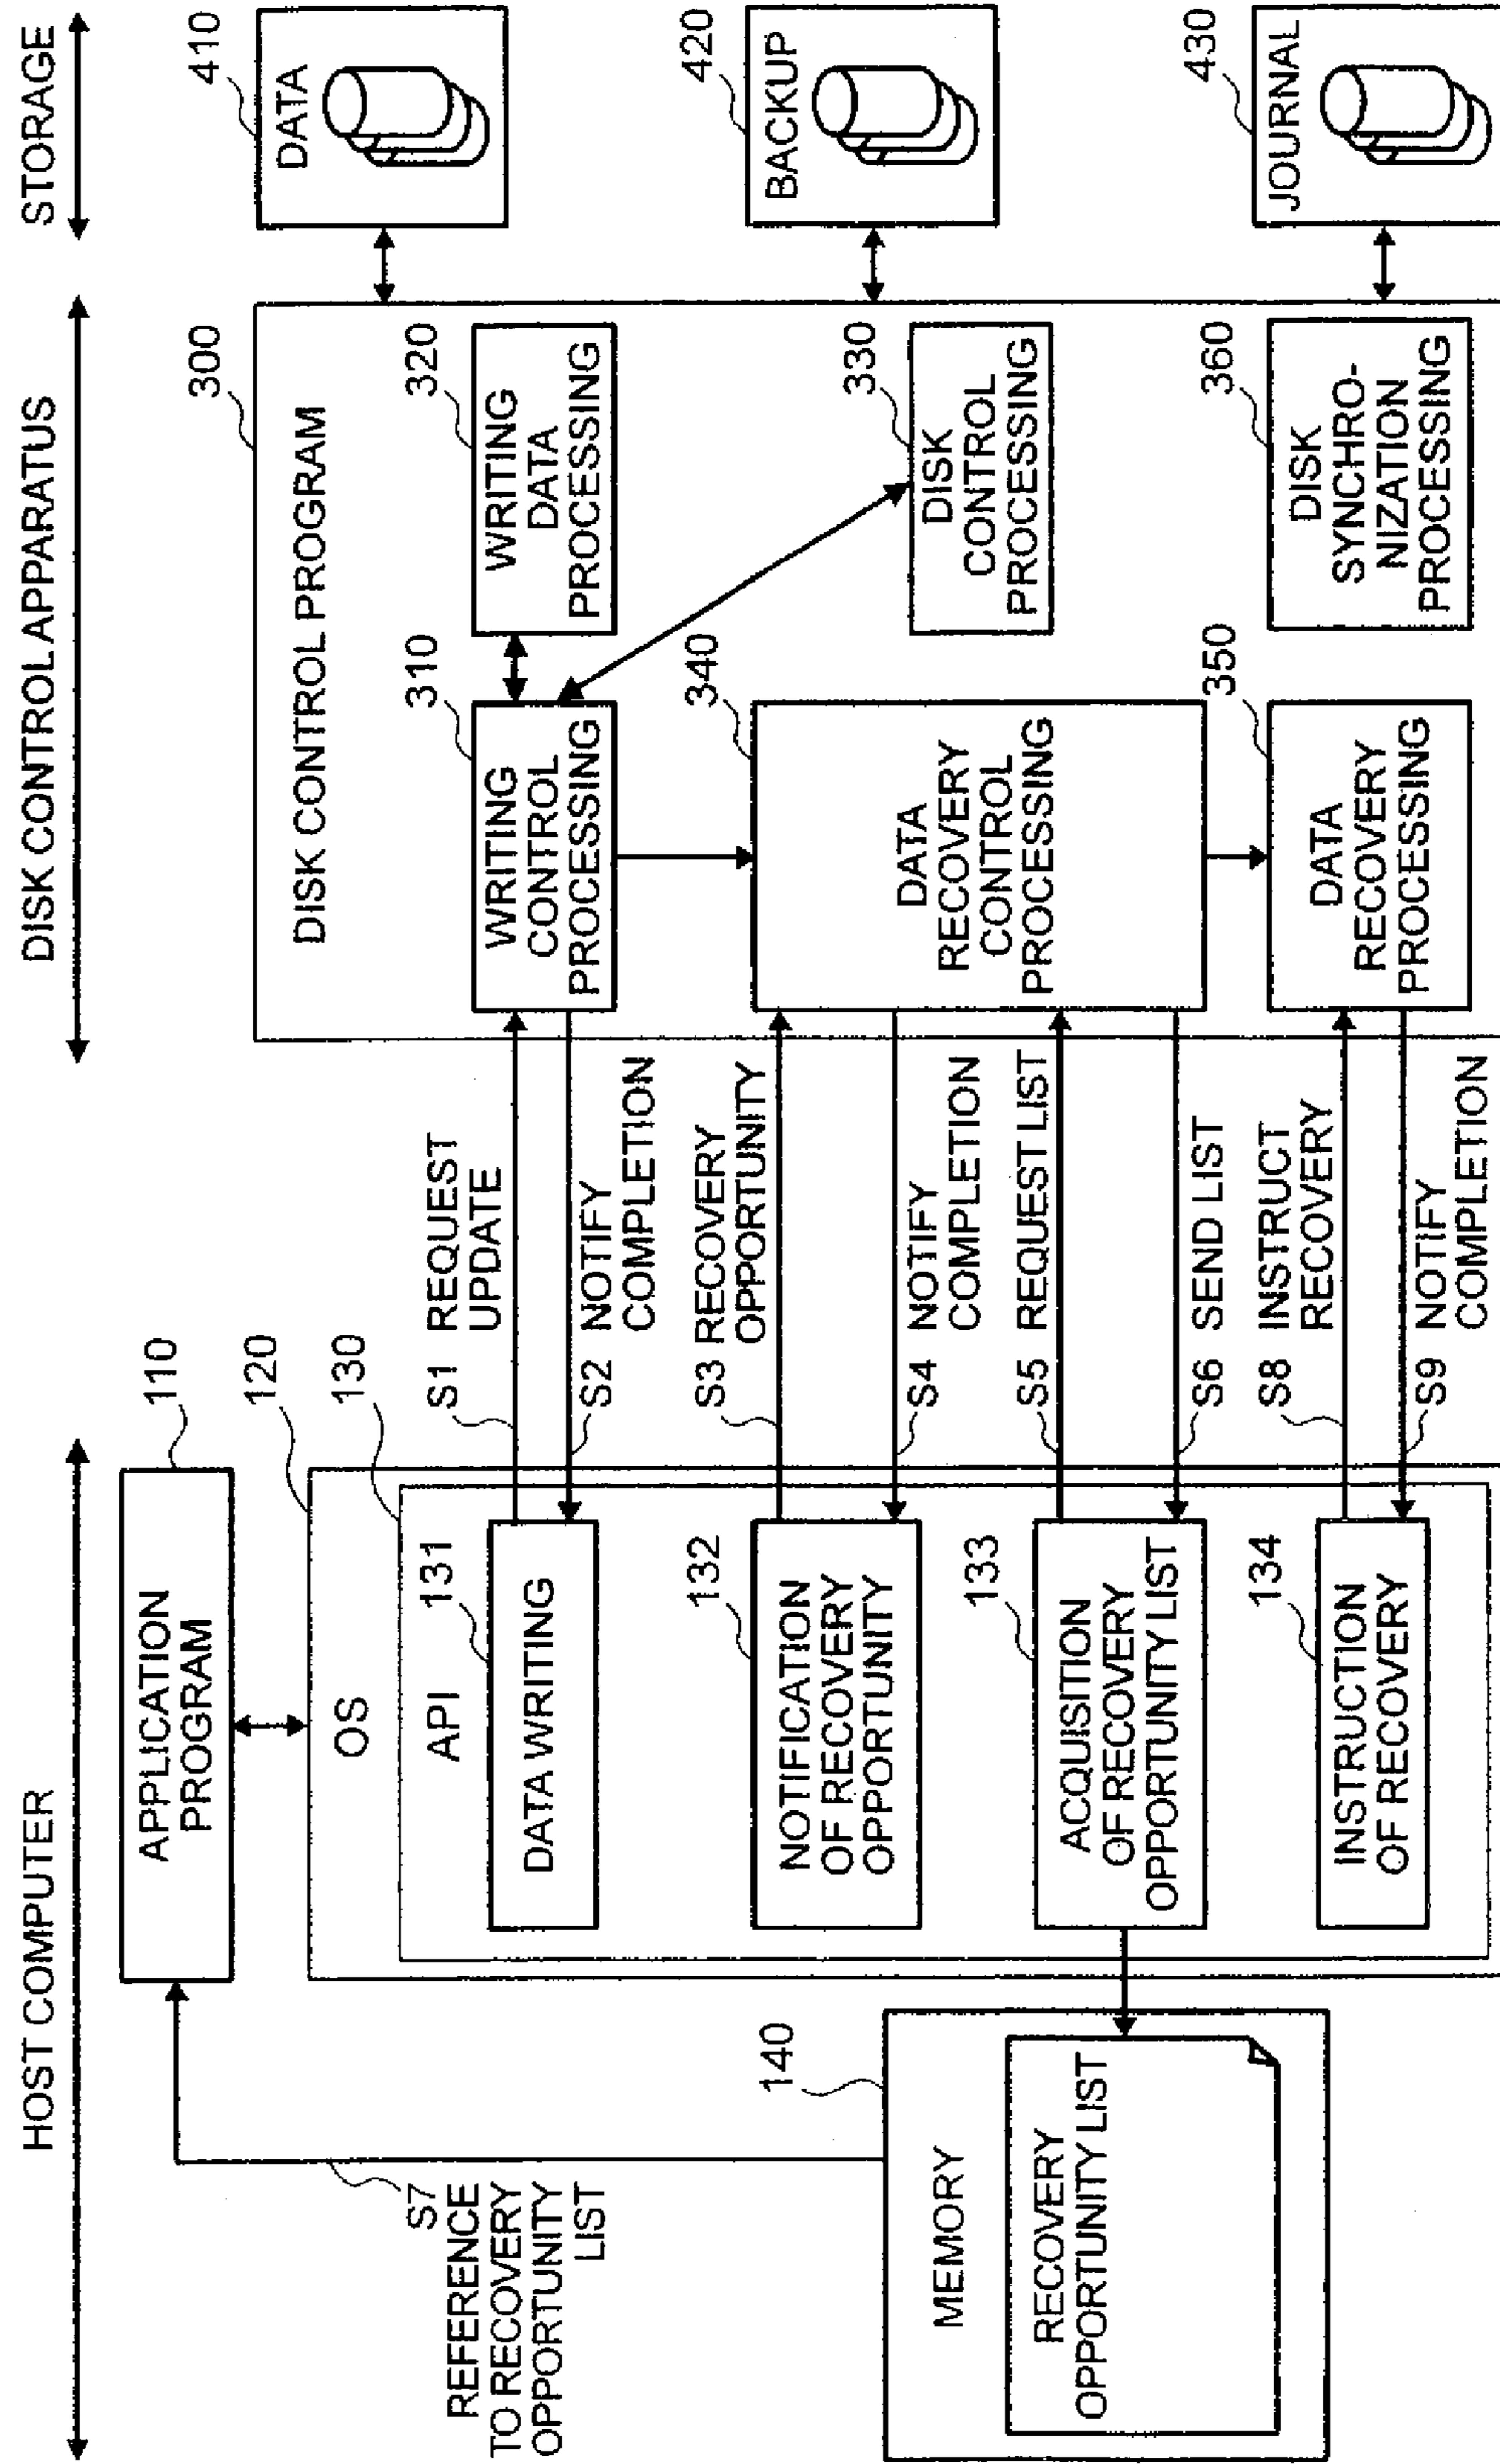 HOST COMPUTER
DISK CONTROL APPARATUS
STORAGE
APPLICATION
PROGRAM
110
120
OS
130
API
131
DATA WRITING
132
NOTIFICATION
OF RECOVERY
OPPORTUNITY
133
ACQUISITION
OF RECOVERY
OPPORTUNITY LIST
134
INSTRUCTION
OF RECOVERY
140
MEMORY
RECOVERY
OPPORTUNITY LIST
S7
REFERENCE
TO RECOVERY
OPPORTUNITY
LIST
S1 REQUEST
UPDATE
S2 NOTIFY
COMPLETION
S3 RECOVERY
OPPORTUNITY
S4 NOTIFY
COMPLETION
S5 REQUEST LIST
S6 SEND LIST
S8 INSTRUCT
RECOVERY
S9 NOTIFY
COMPLETION
300
DISK CONTROL PROGRAM
310
WRITING
CONTROL
PROCESSING
320
WRITING
DATA
PROCESSING
330
DISK
CONTROL
PROCESSING
340
DATA
RECOVERY
CONTROL
PROCESSING
350
DATA
RECOVERY
PROCESSING
360
DISK
SYNCHRO-
NIZATION
PROCESSING
410
DATA
420
BACKUP
430
JOURNAL